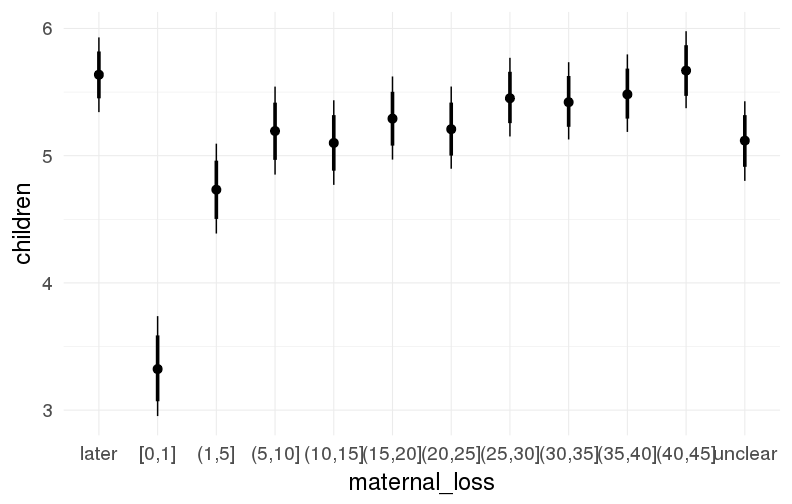 6
5
4
3
children
later [0,1] (1,5] (5,10] (10,15] (15,20] (20,25] (25,30] (30,35] (35,40] (40,45] unclear
maternal_loss